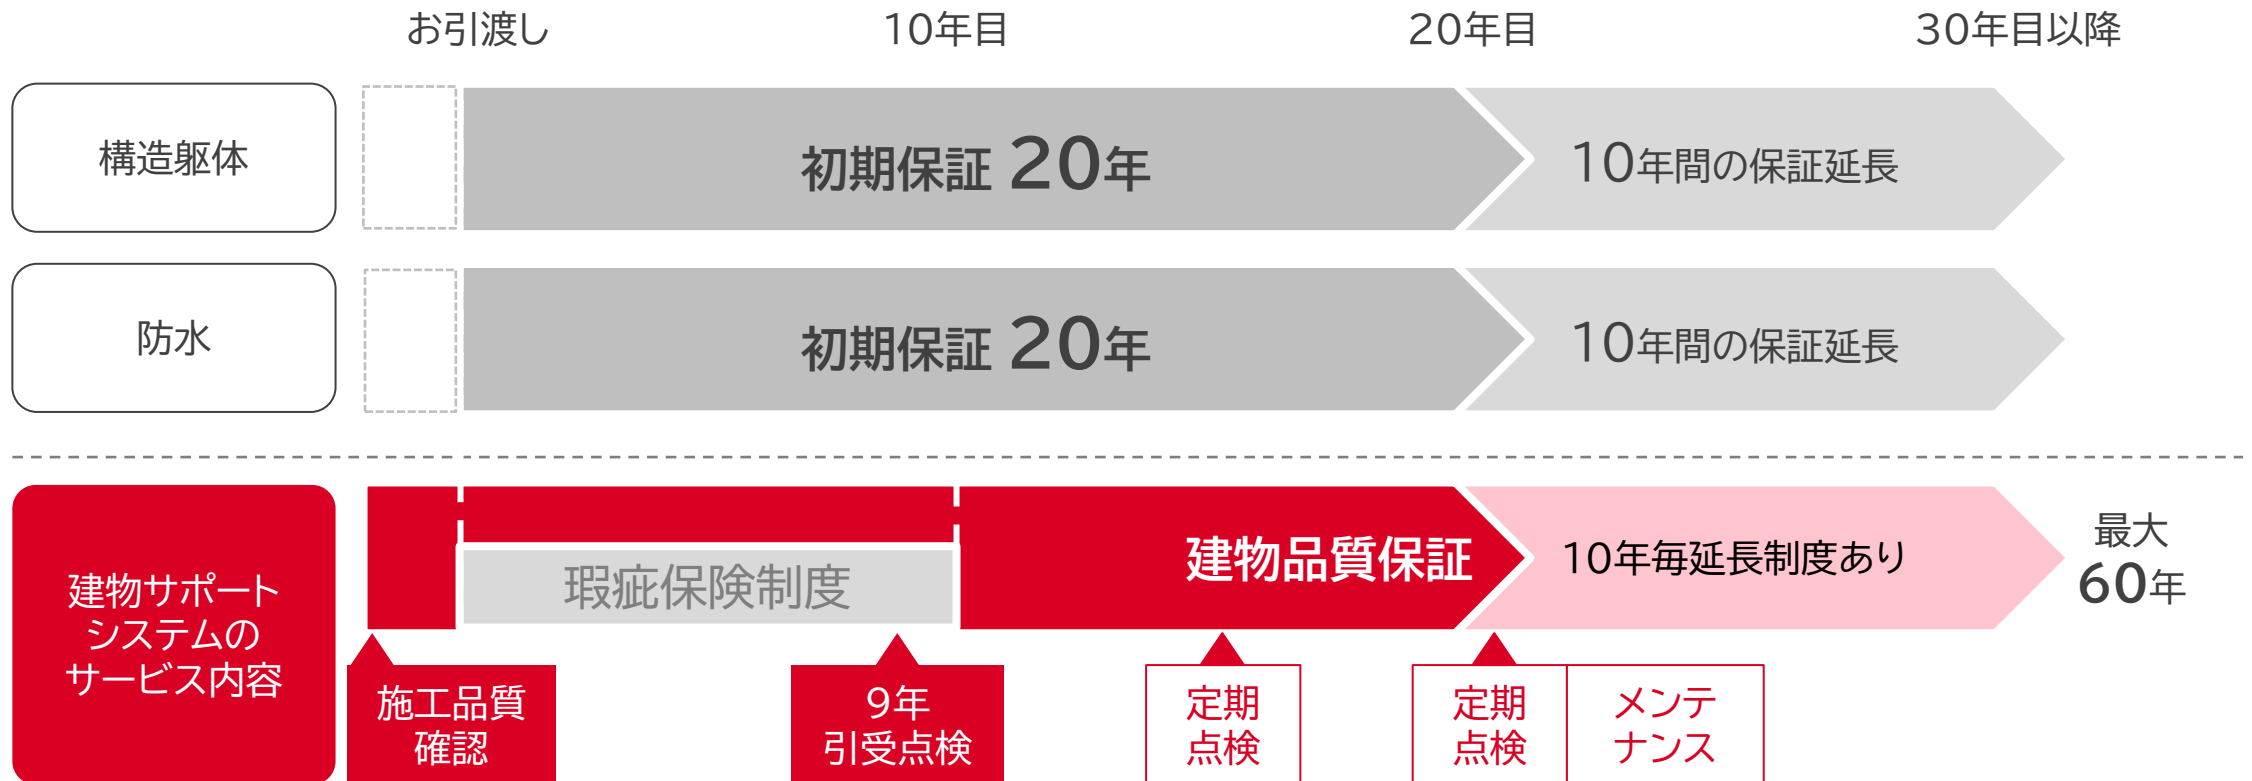 お引渡し
10年目
20年目
30年目以降
構造躯体
初期保証 20年
10年間の保証延長
防水
初期保証 20年
10年間の保証延長
建物サポート
システムの
サービス内容
瑕疵保険制度
建物品質保証
10年毎延長制度あり
最大
60年
施工品質
確認
9年
引受点検
定期
点検
定期
点検
メンテ
ナンス